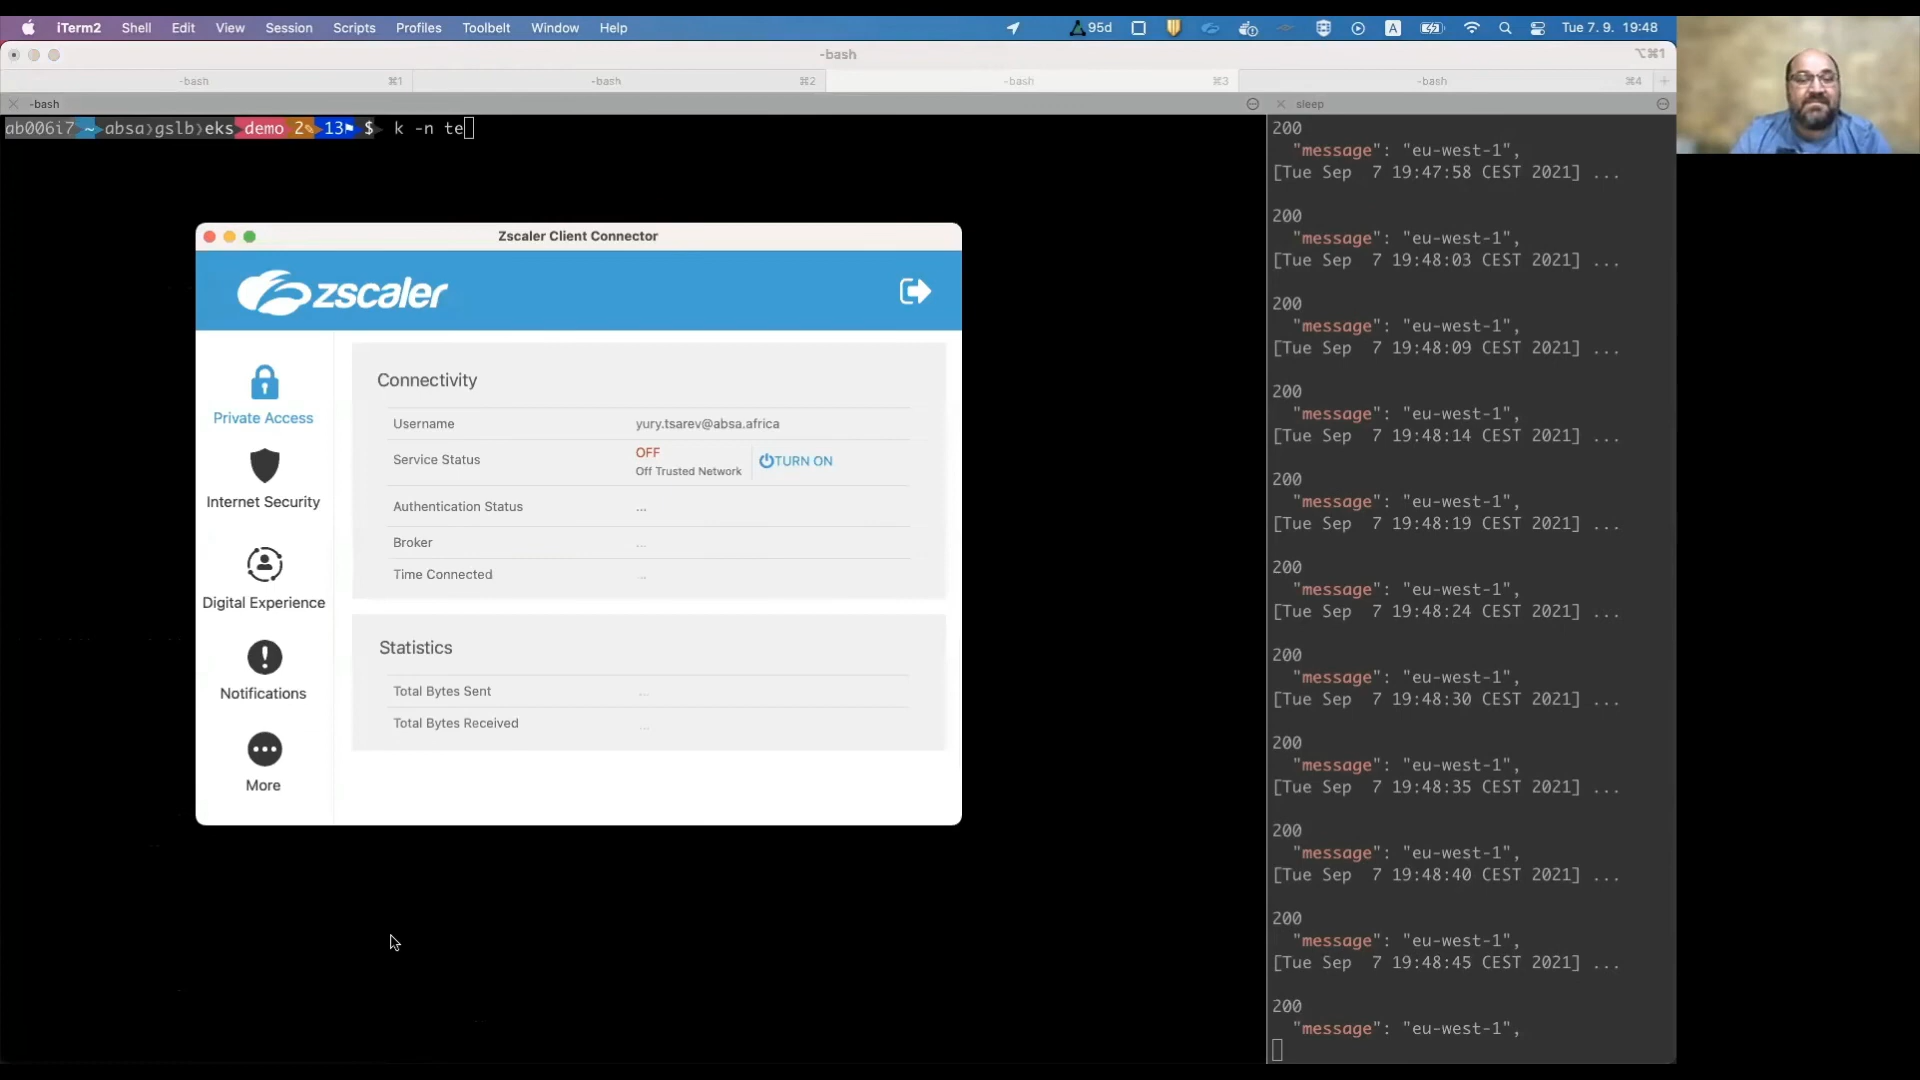 iTerm2 Shell Edit View Session Scripts Profiles Toolbelt Window Help 95d A Tue 7. 9. 19:48
-bash ⌥⌘1
-bash ⌘1 -bash ⌘2 -bash ⌘3 -bash ⌘4 +
-bash
sleep
ab006i7 ~ absa gslb eks demo 2✎ 13⚑ $ k -n te
Zscaler Client Connector
zscaler
Private Access
Internet Security
Digital Experience
Notifications
More
Connectivity
Username yury.tsarev@absa.africa
Service Status OFF
Off Trusted Network
TURN ON
Authentication Status ...
Broker ...
Time Connected ...
Statistics
Total Bytes Sent ...
Total Bytes Received ...
200
"message": "eu-west-1",
[Tue Sep  7 19:47:58 CEST 2021] ...
200
"message": "eu-west-1",
[Tue Sep  7 19:48:03 CEST 2021] ...
200
"message": "eu-west-1",
[Tue Sep  7 19:48:09 CEST 2021] ...
200
"message": "eu-west-1",
[Tue Sep  7 19:48:14 CEST 2021] ...
200
"message": "eu-west-1",
[Tue Sep  7 19:48:19 CEST 2021] ...
200
"message": "eu-west-1",
[Tue Sep  7 19:48:24 CEST 2021] ...
200
"message": "eu-west-1",
[Tue Sep  7 19:48:30 CEST 2021] ...
200
"message": "eu-west-1",
[Tue Sep  7 19:48:35 CEST 2021] ...
200
"message": "eu-west-1",
[Tue Sep  7 19:48:40 CEST 2021] ...
200
"message": "eu-west-1",
[Tue Sep  7 19:48:45 CEST 2021] ...
200
"message": "eu-west-1",